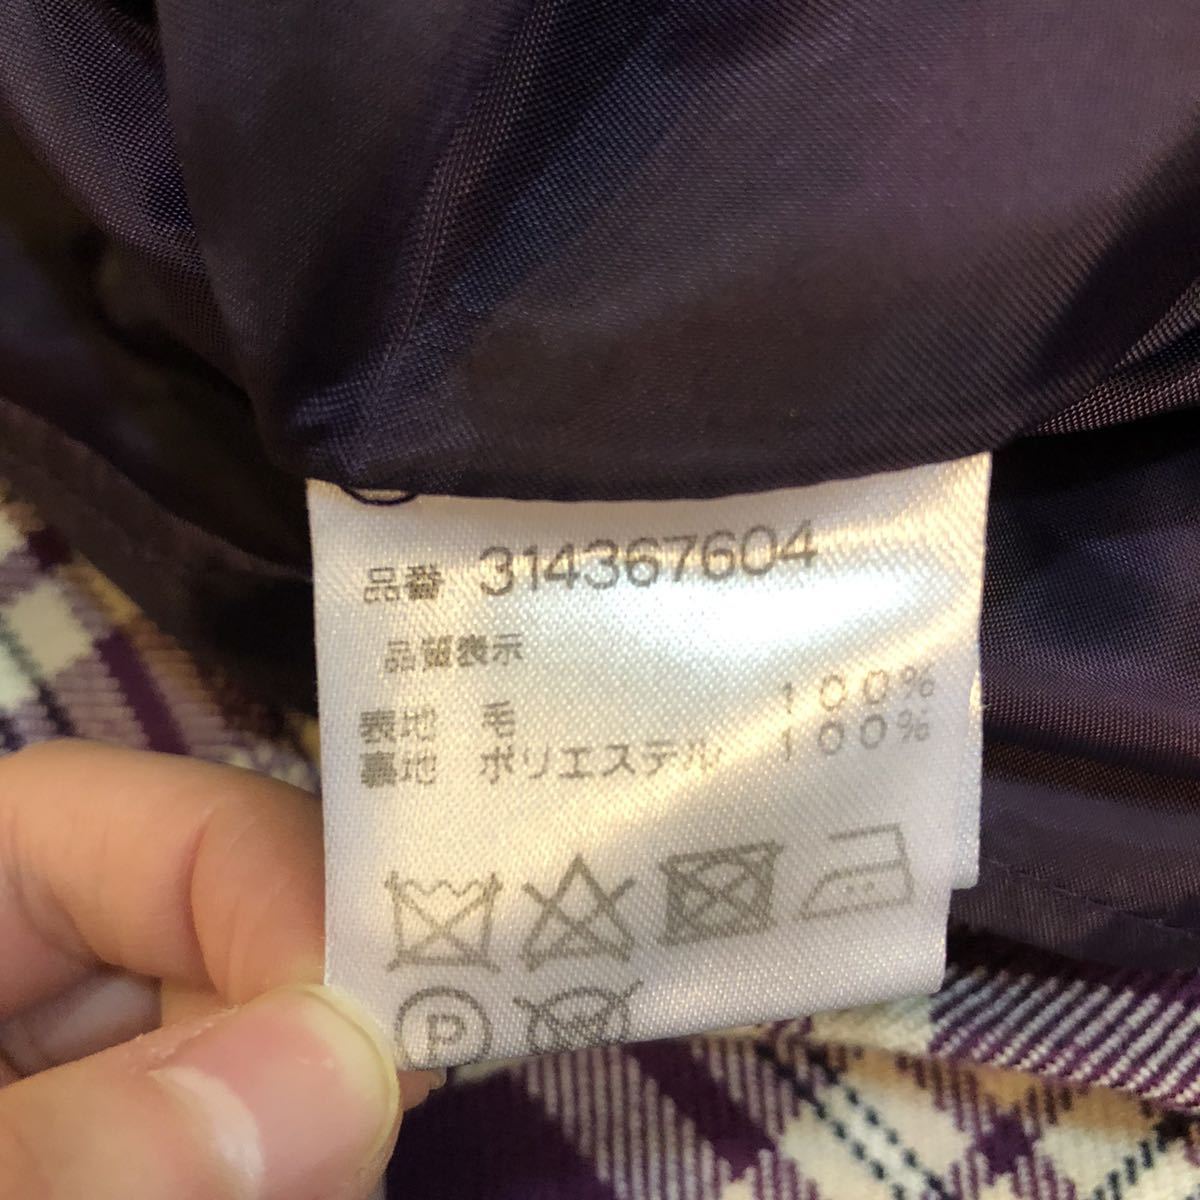 品番 314367604
品質表示
表地 毛 100%
裏地 ポリエステル 100%
P
W